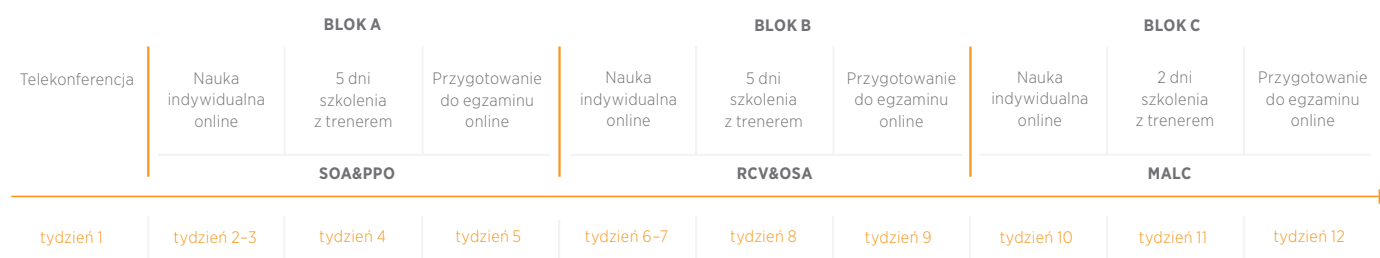 BLOK A
BLOK B
BLOK C
Telekonferencja
Nauka
indywidualna
online
5 dni
szkolenia
z trenerem
Przygotowanie
do egzaminu
online
Nauka
indywidualna
online
5 dni
szkolenia
z trenerem
Przygotowanie
do egzaminu
online
Nauka
indywidualna
online
2 dni
szkolenia
z trenerem
Przygotowanie
do egzaminu
online
SOA&PPO
RCV&OSA
MALC
tydzień 1
tydzień 2–3
tydzień 4
tydzień 5
tydzień 6–7
tydzień 8
tydzień 9
tydzień 10
tydzień 11
tydzień 12